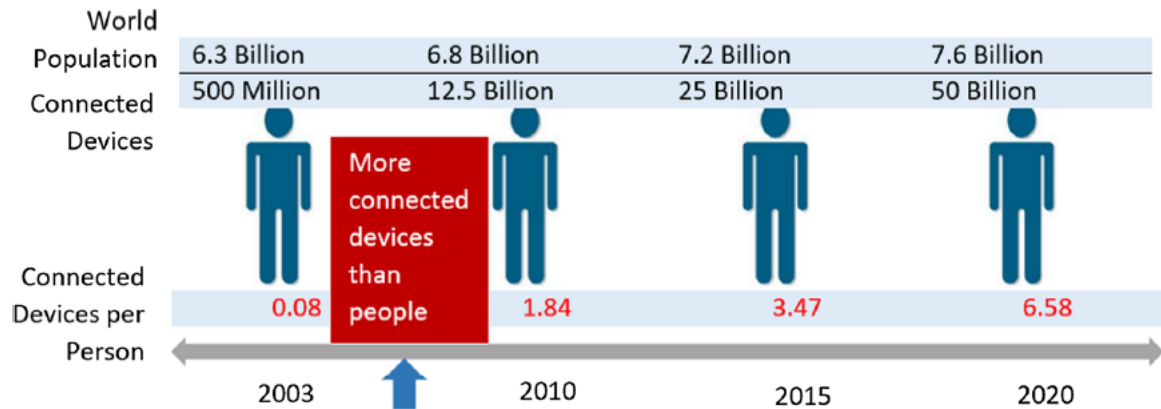 World
Population
6.3 Billion 6.8 Billion 7.2 Billion 7.6 Billion
Connected
Devices
500 Million 12.5 Billion 25 Billion 50 Billion
More
connected
devices
than
people
Connected
Devices per
Person
0.08 1.84 3.47 6.58
2003 2010 2015 2020